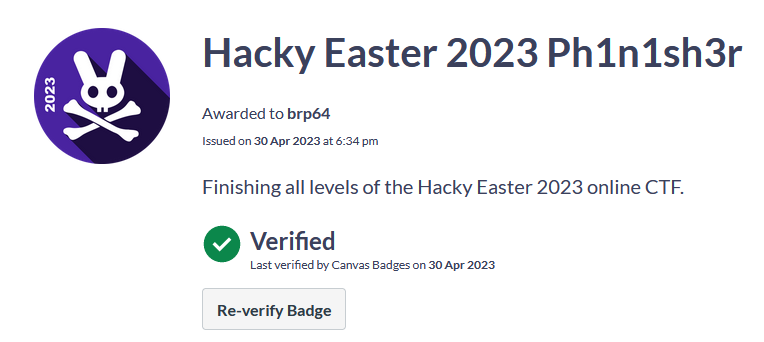 2023
Hacky Easter 2023 Ph1n1sh3r
Awarded to brp64
Issued on 30 Apr 2023 at 6:34 pm
Finishing all levels of the Hacky Easter 2023 online CTF.
Verified
Last verified by Canvas Badges on 30 Apr 2023
Re-verify Badge